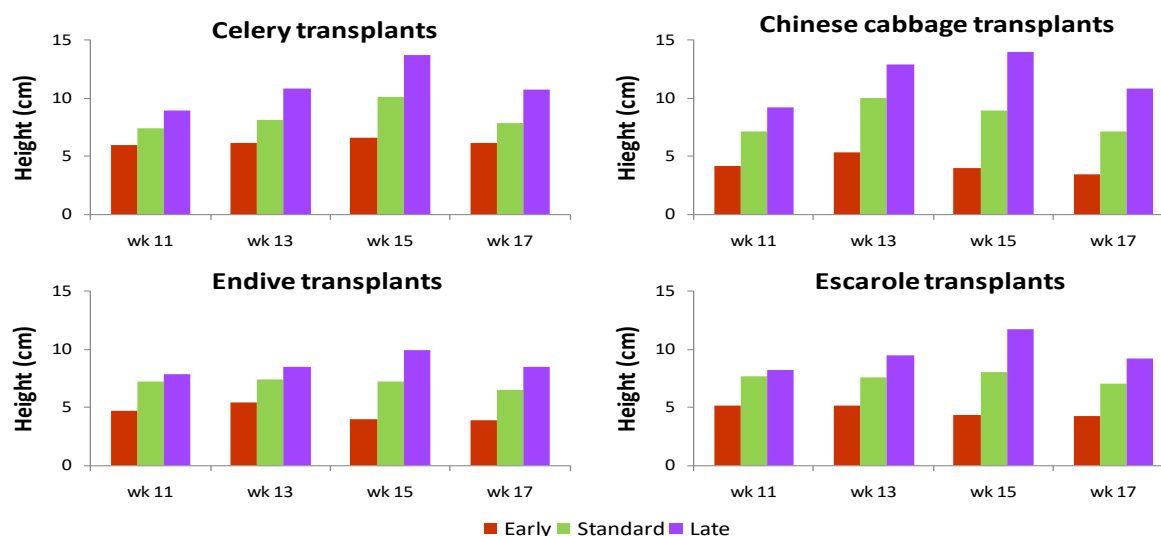 Celery transplants
Height (cm)
15
10
5
0
wk 11 wk 13 wk 15 wk 17
Chinese cabbage transplants
Hieght (cm)
15
10
5
0
wk 11 wk 13 wk 15 wk 17
Endive transplants
Height (cm)
15
10
5
0
wk 11 wk 13 wk 15 wk 17
Escarole transplants
Height (cm)
15
10
5
0
wk 11 wk 13 wk 15 wk 17
Early Standard Late